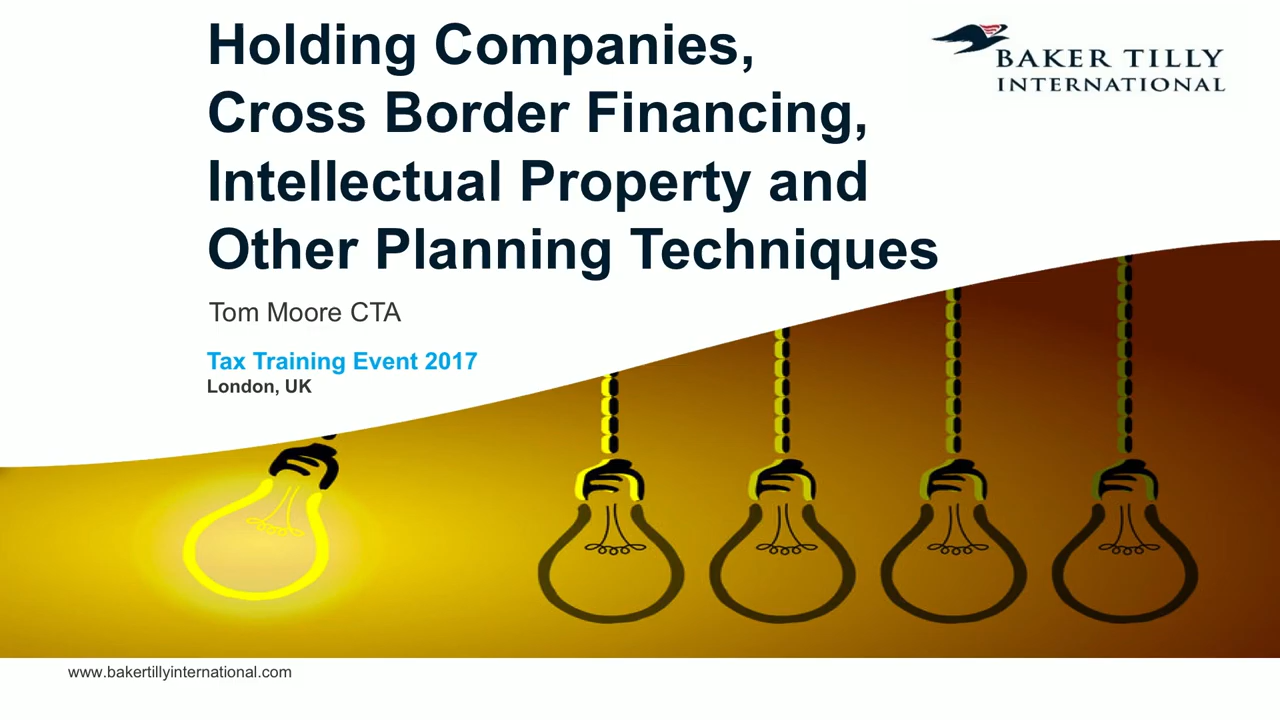 Holding Companies,
Cross Border Financing,
Intellectual Property and
Other Planning Techniques
BAKER TILLY
INTERNATIONAL
Tom Moore CTA
Tax Training Event 2017
London, UK
www.bakertillyinternational.com